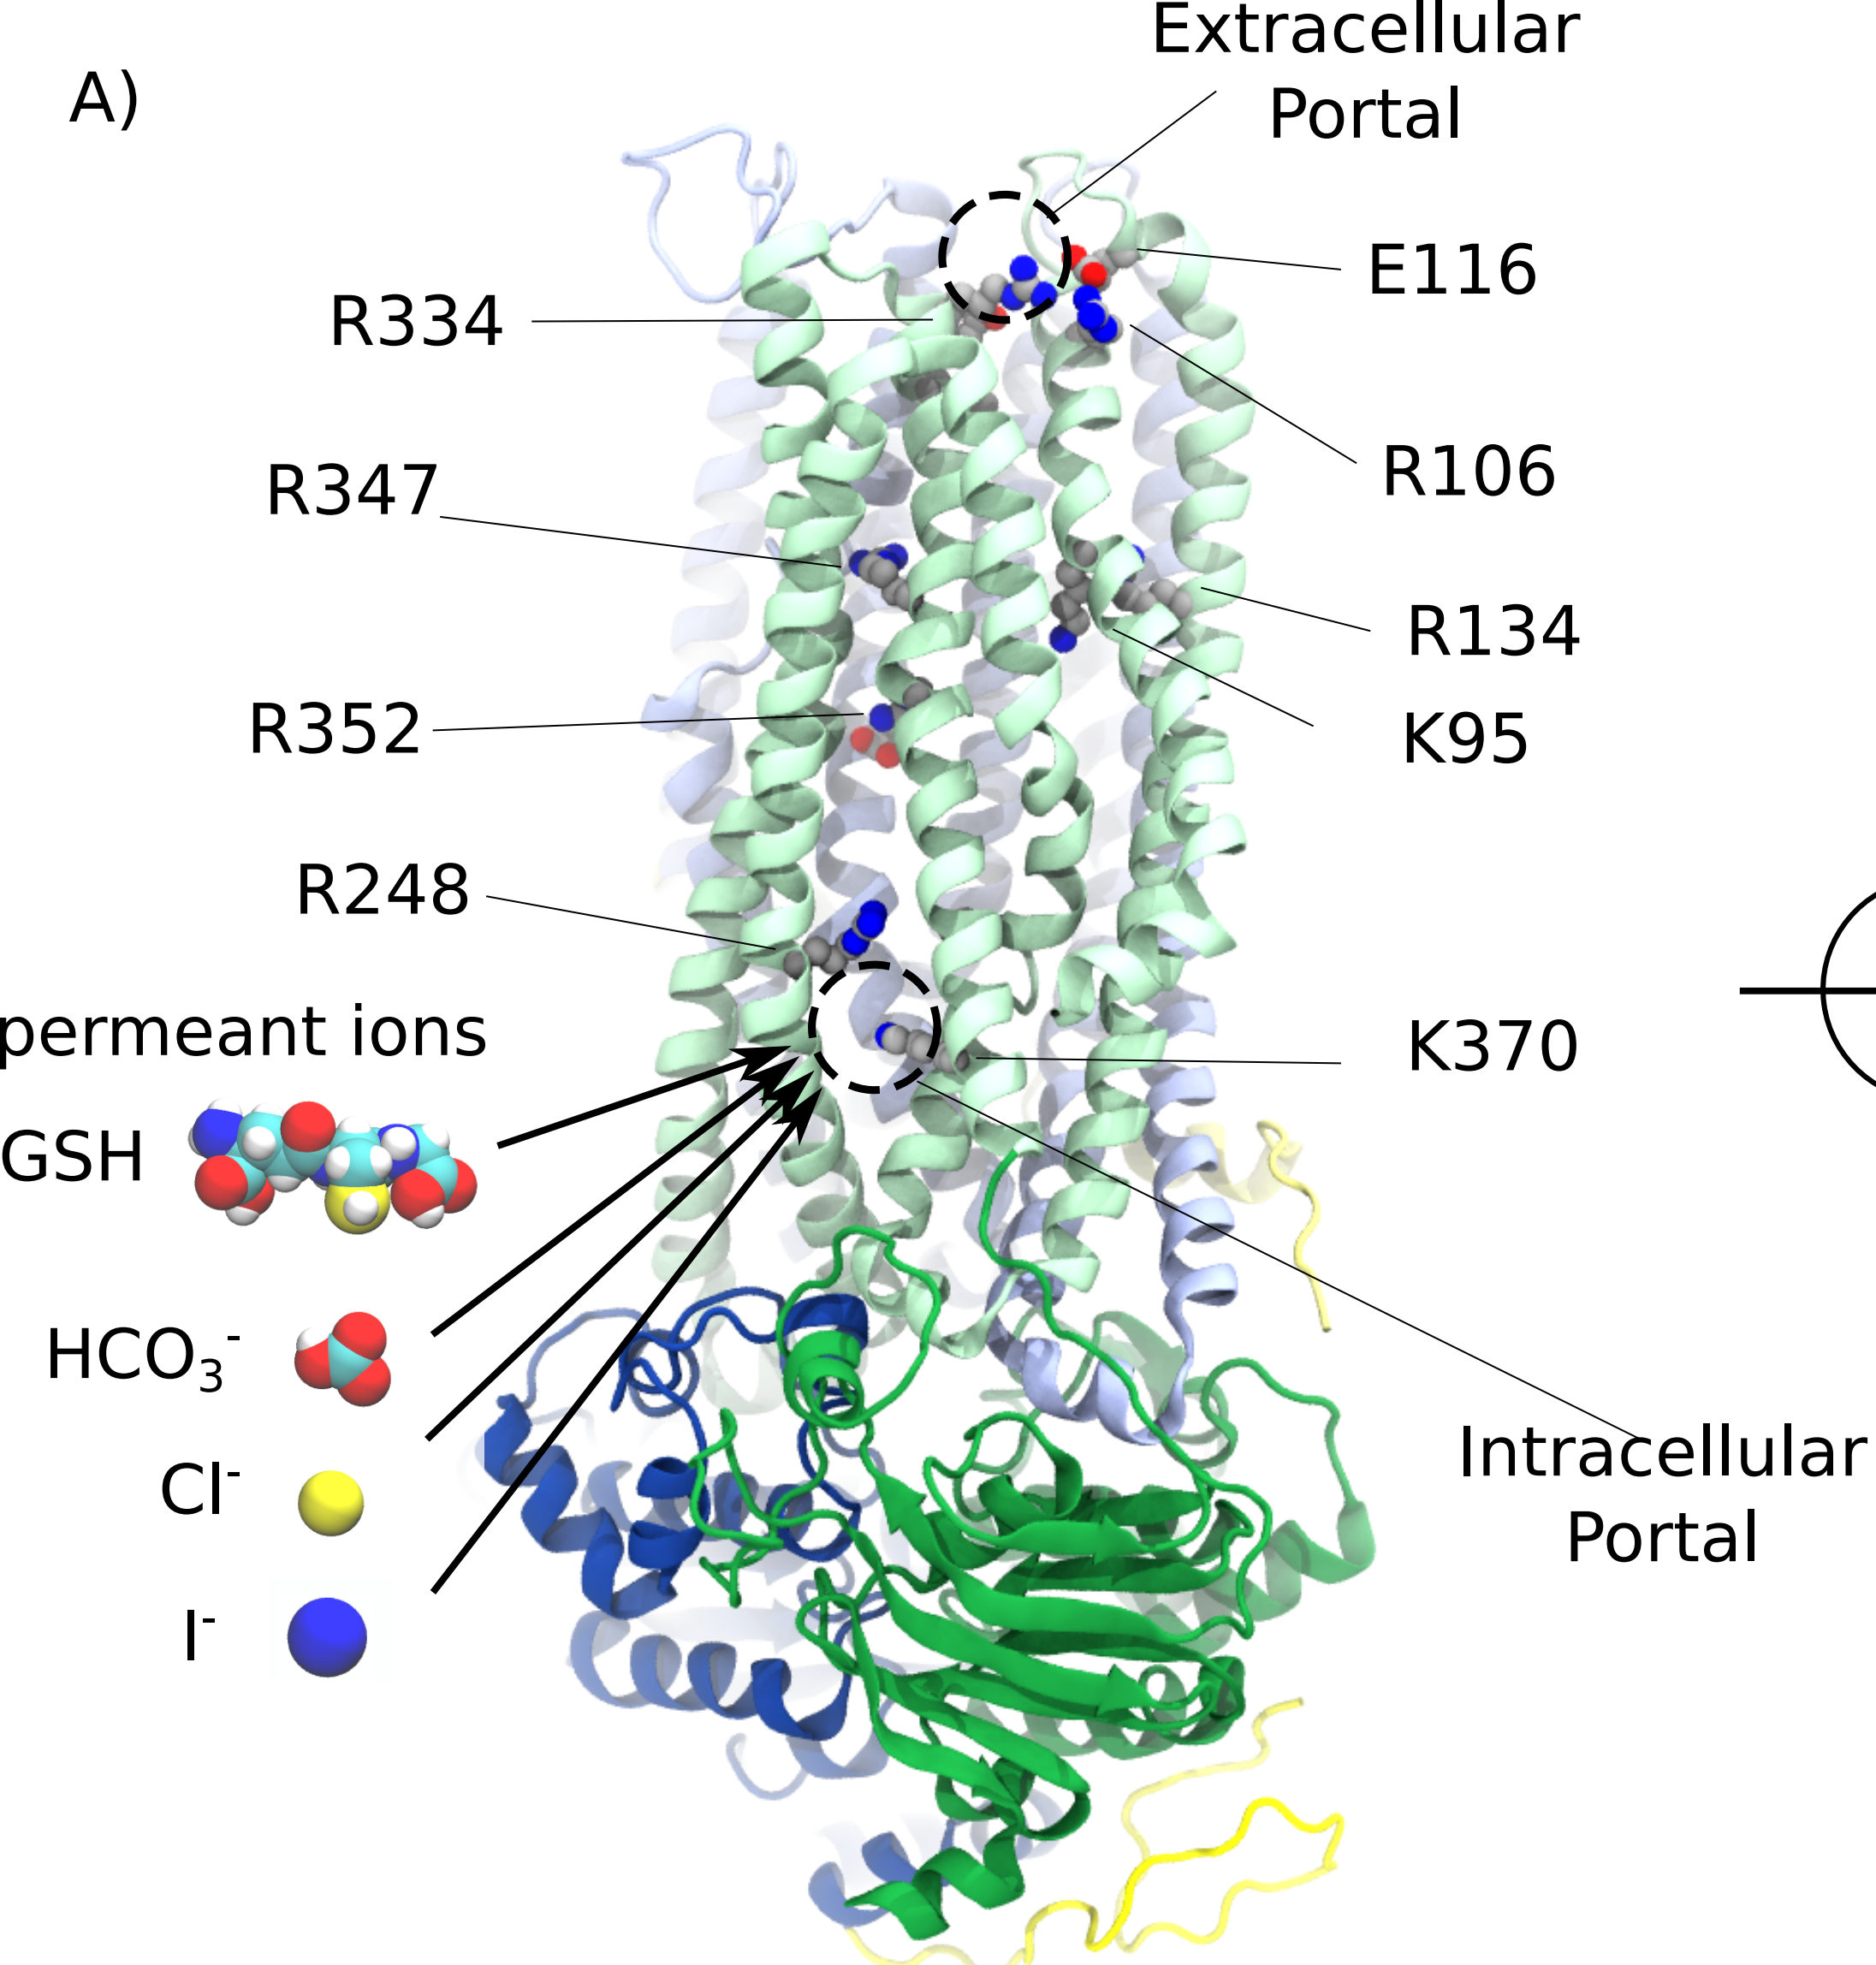 A)
Extracellular
Portal
E116
R334
R106
R347
R134
R352
K95
R248
permeant ions
K370
GSH
HCO₃⁻
Intracellular
Portal
Cl⁻
I⁻